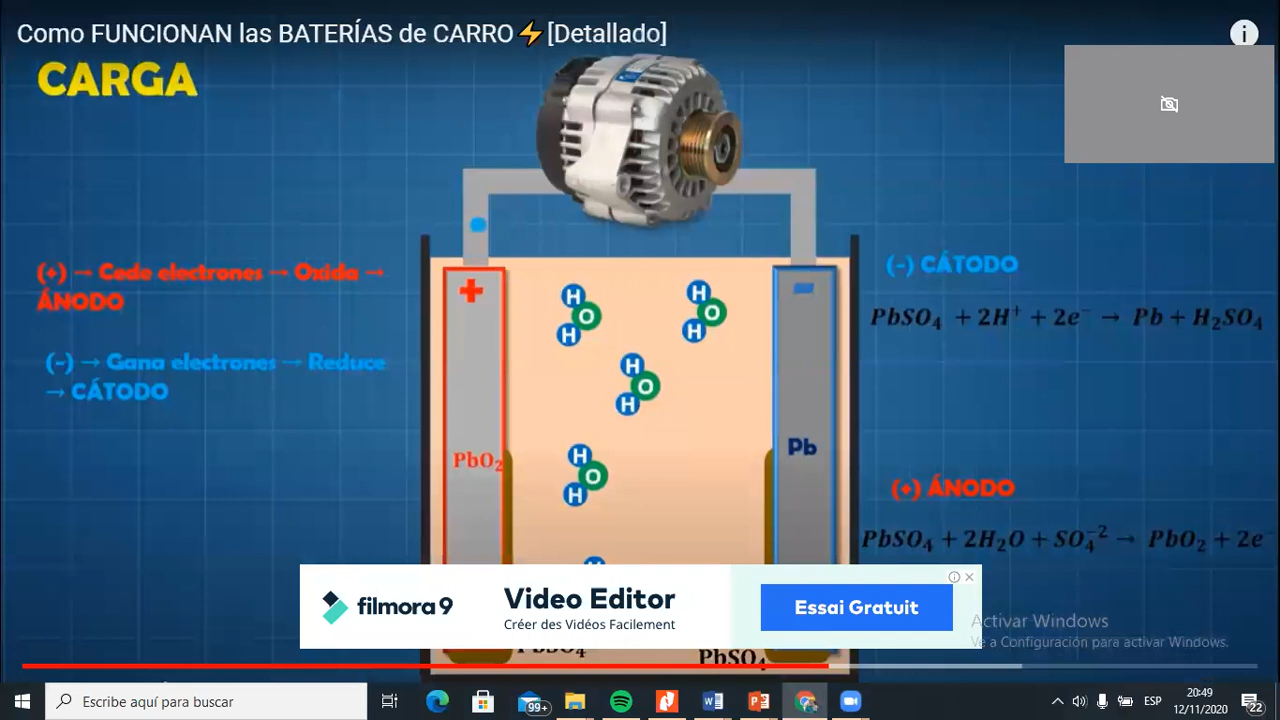 Como FUNCIONAN las BATERÍAS de CARRO⚡[Detallado]
i
CARGA
(+) → Cede electrones → Oxida →
ÁNODO
(-) → Gana electrones → Reduce
→ CÁTODO
+
-
H
O
H
H
O
H
H
O
H
H
O
H
H
PbO₂
Pb
(-) CÁTODO
PbSO₄ + 2H⁺ + 2e⁻ → Pb + H₂SO₄
(+) ÁNODO
PbSO₄ + 2H₂O + SO₄⁻² → PbO₂ + 2e⁻
filmora 9
Video Editor
Créer des Vidéos Facilement
Essai Gratuit
PbSO₄
PbSO₄
Activar Windows
Ve a Configuración para activar Windows.
Escribe aquí para buscar
99+
ESP
20:49
12/11/2020
22